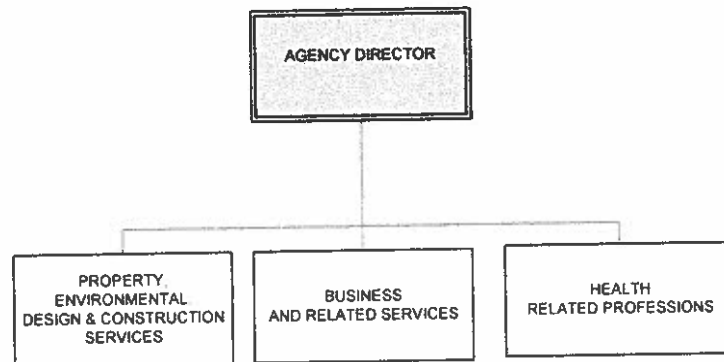 AGENCY DIRECTOR
PROPERTY,
ENVIRONMENTAL
DESIGN & CONSTRUCTION
SERVICES
BUSINESS
AND RELATED SERVICES
HEALTH
RELATED PROFESSIONS